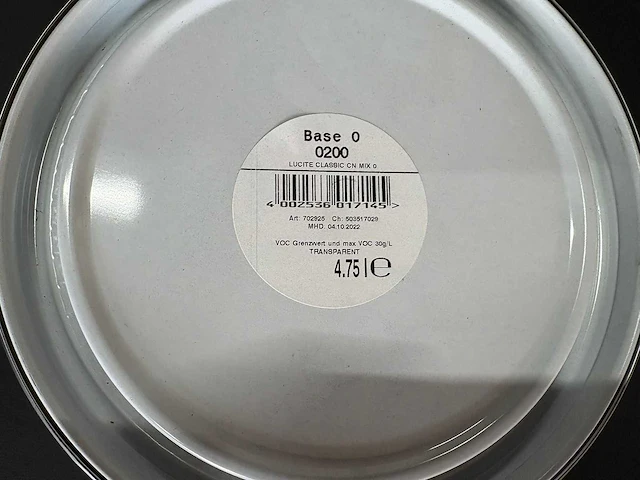 Base 0
0200
LUCITE CLASSIC CN MIX 0
4 002536 017145 >
Art: 702925 Ch: 503517029
MHD. 04.10.2022
VOC Grenzwert und max VOC 30g/L
TRANSPARENT
4.75 l ℮